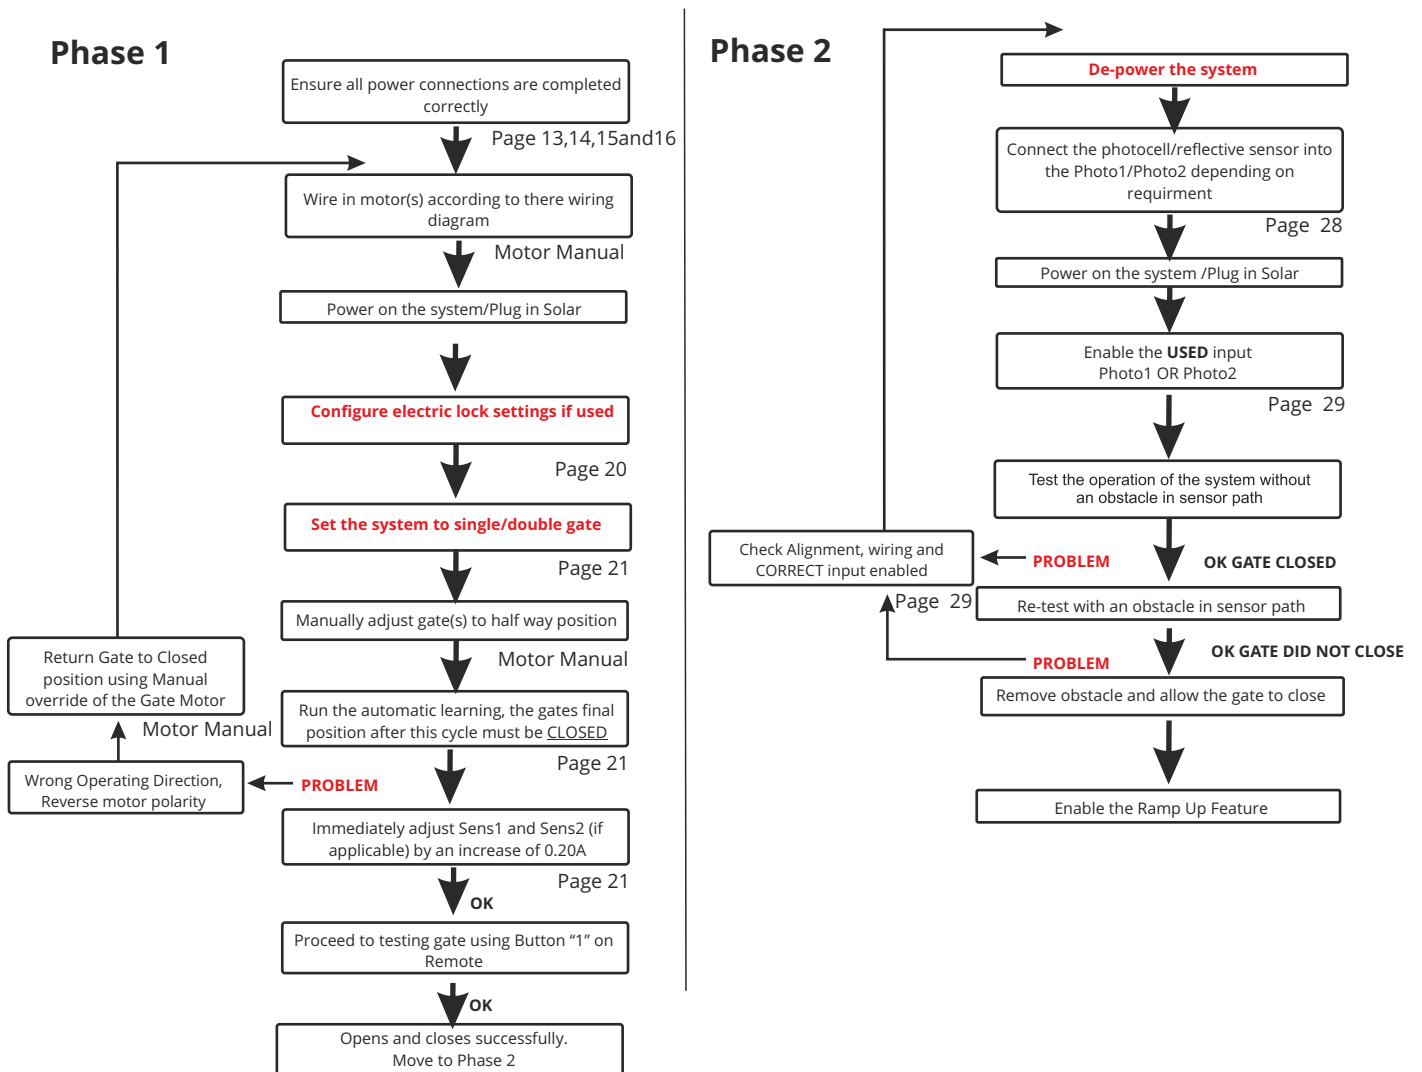 Phase 1
Ensure all power connections are completed
correctly
Page 13,14,15and16
Wire in motor(s) according to there wiring
diagram
Motor Manual
Power on the system/Plug in Solar
Configure electric lock settings if used
Page 20
Set the system to single/double gate
Page 21
Manually adjust gate(s) to half way position
Motor Manual
Run the automatic learning, the gates final
position after this cycle must be CLOSED
Page 21
PROBLEM
Wrong Operating Direction,
Reverse motor polarity
Motor Manual
Return Gate to Closed
position using Manual
override of the Gate Motor
Immediately adjust Sens1 and Sens2 (if
applicable) by an increase of 0.20A
Page 21
OK
Proceed to testing gate using Button “1” on
Remote
OK
Opens and closes successfully.
Move to Phase 2
Phase 2
De-power the system
Connect the photocell/reflective sensor into
the Photo1/Photo2 depending on
requirment
Page 28
Power on the system /Plug in Solar
Enable the USED input
Photo1 OR Photo2
Page 29
Test the operation of the system without
an obstacle in sensor path
PROBLEM
OK GATE CLOSED
Check Alignment, wiring and
CORRECT input enabled
Page 29
Re-test with an obstacle in sensor path
PROBLEM
OK GATE DID NOT CLOSE
Remove obstacle and allow the gate to close
Enable the Ramp Up Feature